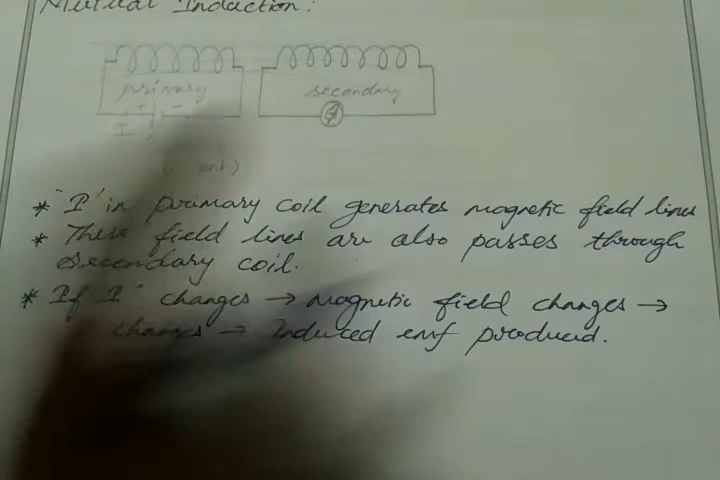 Mutual Induction:
primary
secondary
+ -
I
G
* "I" in primary coil generates magnetic field lines
* These field lines are also passes through
secondary coil.
* If "I" changes → magnetic field changes →
changes → Induced emf produced.